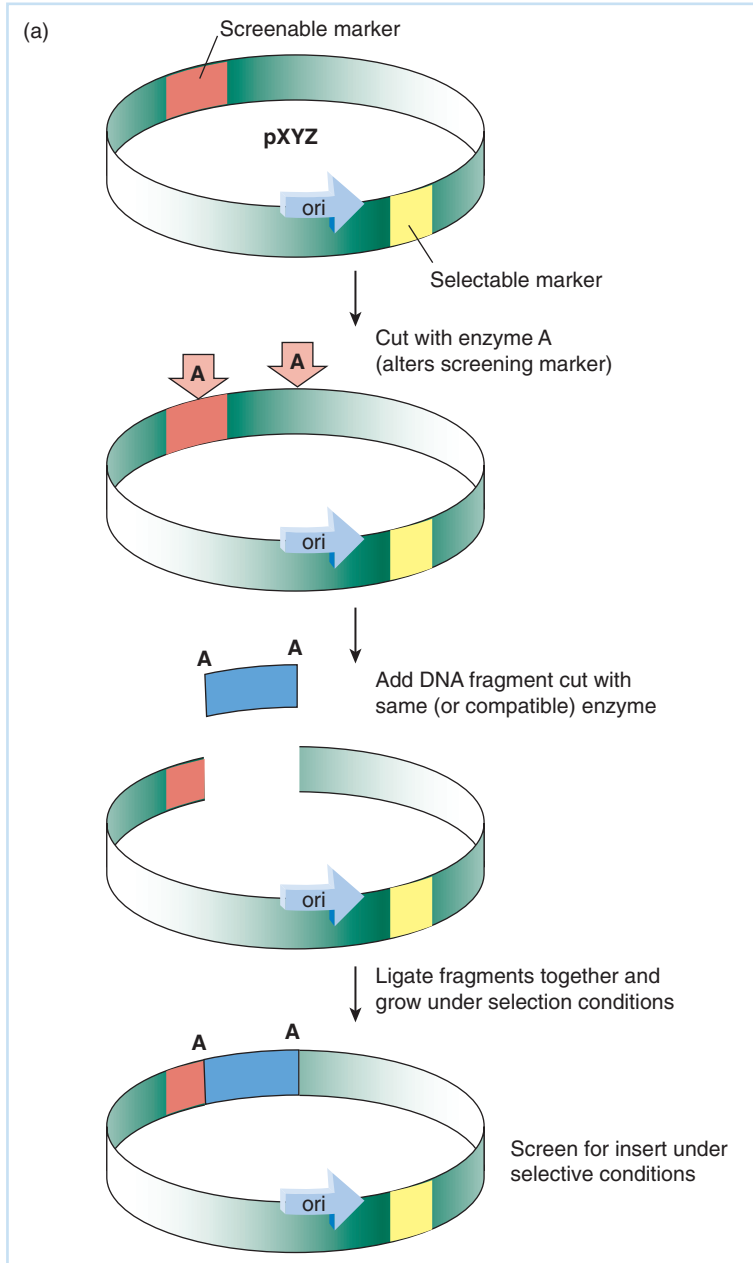 (a)
Screenable marker
pXYZ
ori
Selectable marker
Cut with enzyme A
(alters screening marker)
A
A
ori
A
A
Add DNA fragment cut with
same (or compatible) enzyme
ori
Ligate fragments together and
grow under selection conditions
A
A
Screen for insert under
selective conditions
ori